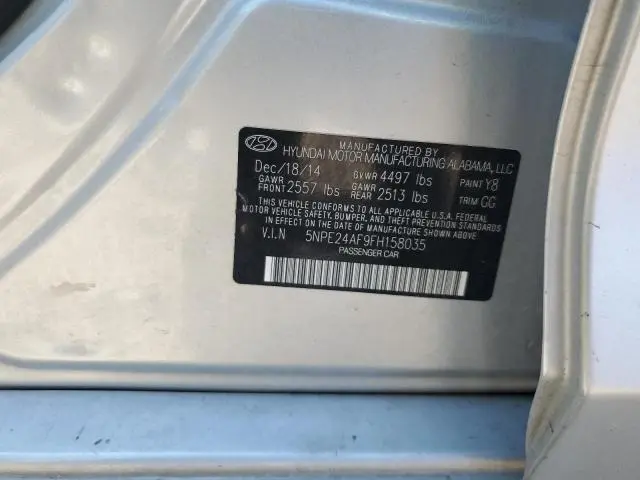 MANUFACTURED BY
HYUNDAI MOTOR MANUFACTURING ALABAMA, LLC
Dec/18/14 GVWR 4497 lbs PAINT Y8
GAWR FRONT 2557 lbs GAWR REAR 2513 lbs TRIM GG
THIS VEHICLE CONFORMS TO ALL APPLICABLE U.S.A. FEDERAL
MOTOR VEHICLE SAFETY, BUMPER, AND THEFT PREVENTION STANDARDS
IN EFFECT ON THE DATE OF MANUFACTURE SHOWN ABOVE.
V.I.N 5NPE24AF9FH158035
PASSENGER CAR